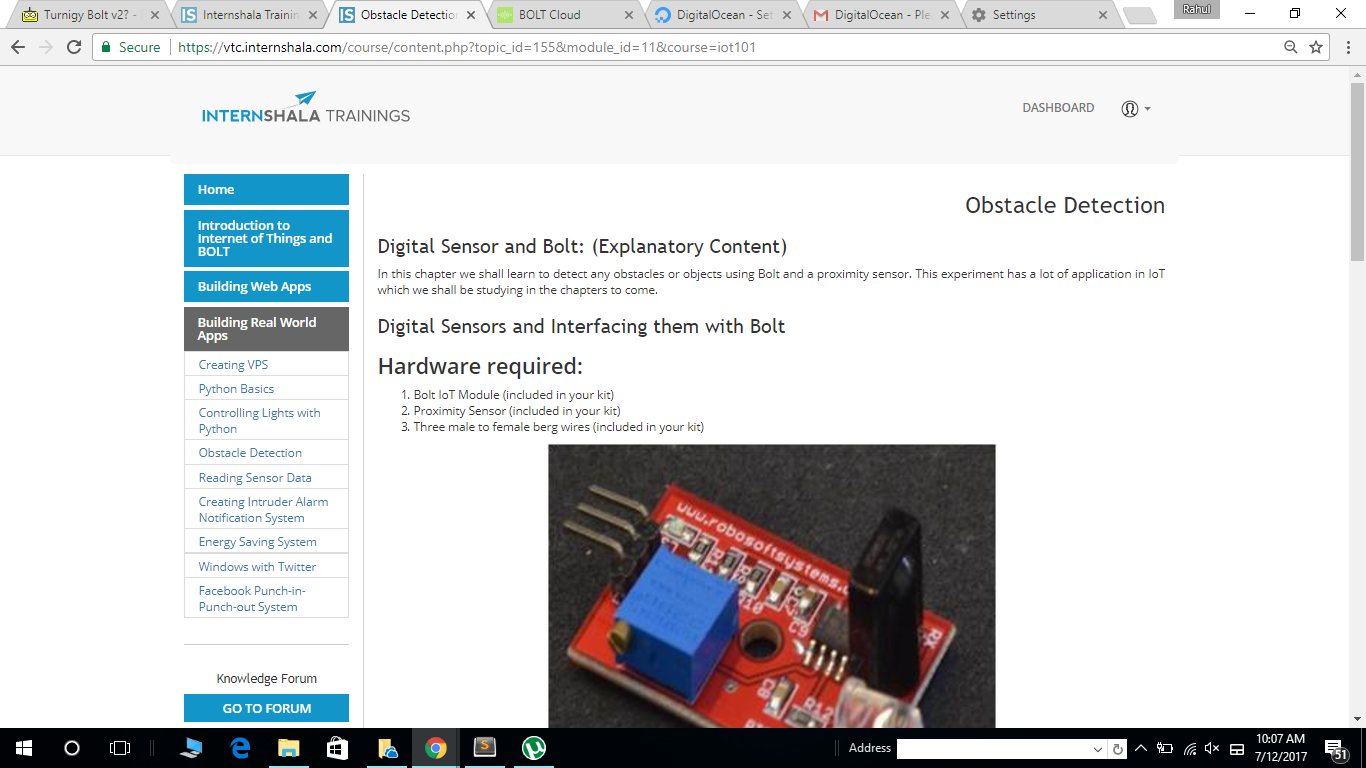 Turnigy Bolt v2? -
Internshala Trainin
Obstacle Detection
BOLT Cloud
DigitalOcean - Set
DigitalOcean - Ple
Settings
Rahul
Secure
https://vtc.internshala.com/course/content.php?topic_id=155&module_id=11&course=iot101
INTERNSHALA TRAININGS
DASHBOARD
Home
Introduction to
Internet of Things and
BOLT
Building Web Apps
Building Real World
Apps
Creating VPS
Python Basics
Controlling Lights with
Python
Obstacle Detection
Reading Sensor Data
Creating Intruder Alarm
Notification System
Energy Saving System
Windows with Twitter
Facebook Punch-in-
Punch-out System
Knowledge Forum
GO TO FORUM
Obstacle Detection
Digital Sensor and Bolt: (Explanatory Content)
In this chapter we shall learn to detect any obstacles or objects using Bolt and a proximity sensor. This experiment has a lot of application in IoT
which we shall be studying in the chapters to come.
Digital Sensors and Interfacing them with Bolt
Hardware required:
1. Bolt IoT Module (included in your kit)
2. Proximity Sensor (included in your kit)
3. Three male to female berg wires (included in your kit)
www.robosoftsystems.c
C9
RX
C8
R12
Address
10:07 AM
7/12/2017
51